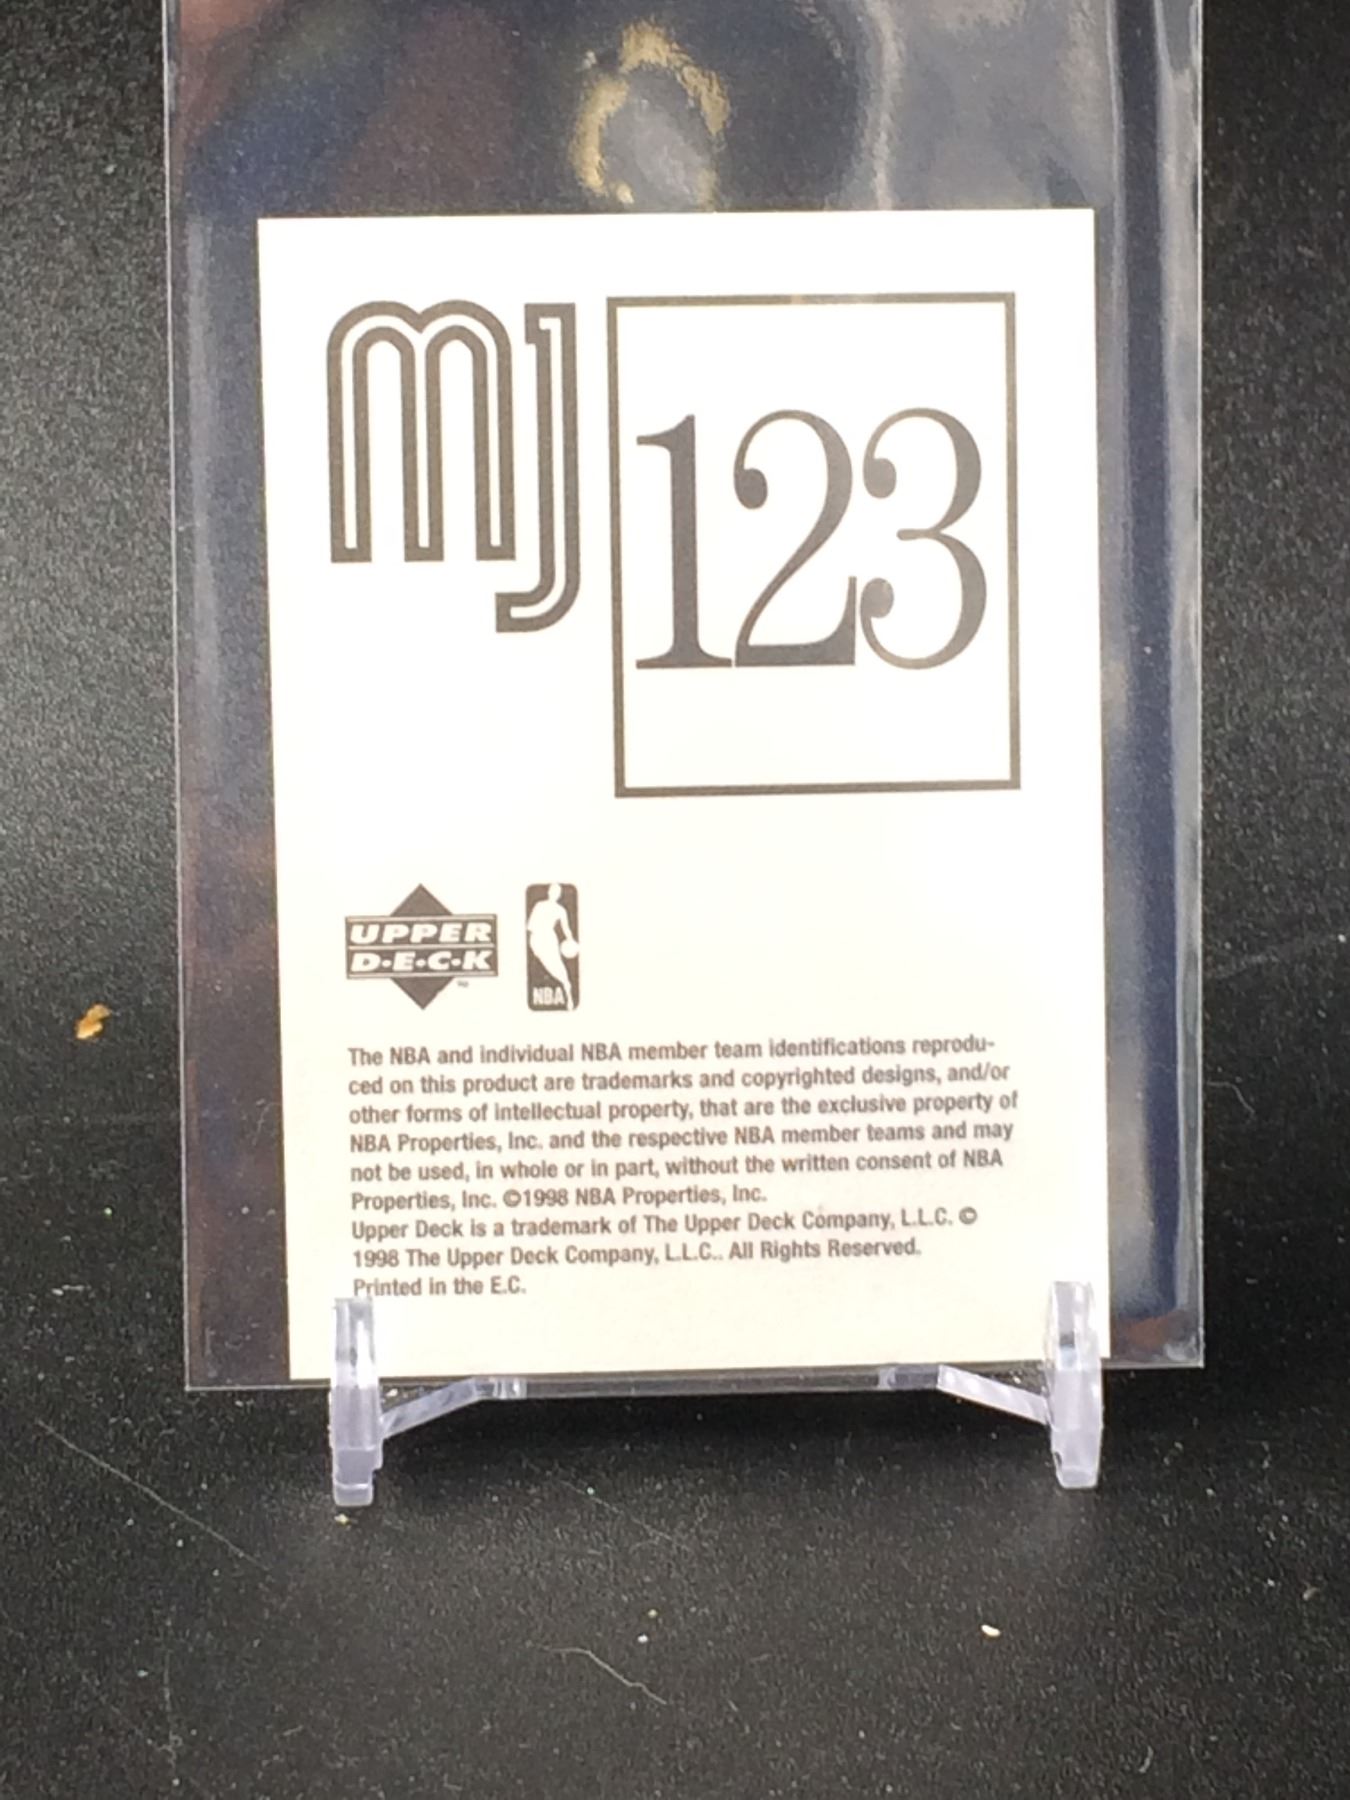 MJ
123
UPPER
D·E·C·K
TM
NBA
The NBA and individual NBA member team identifications reprodu-
ced on this product are trademarks and copyrighted designs, and/or
other forms of intellectual property, that are the exclusive property of
NBA Properties, Inc. and the respective NBA member teams and may
not be used, in whole or in part, without the written consent of NBA
Properties, Inc. ©1998 NBA Properties, Inc.
Upper Deck is a trademark of The Upper Deck Company, L.L.C. ©
1998 The Upper Deck Company, L.L.C.. All Rights Reserved.
Printed in the E.C.